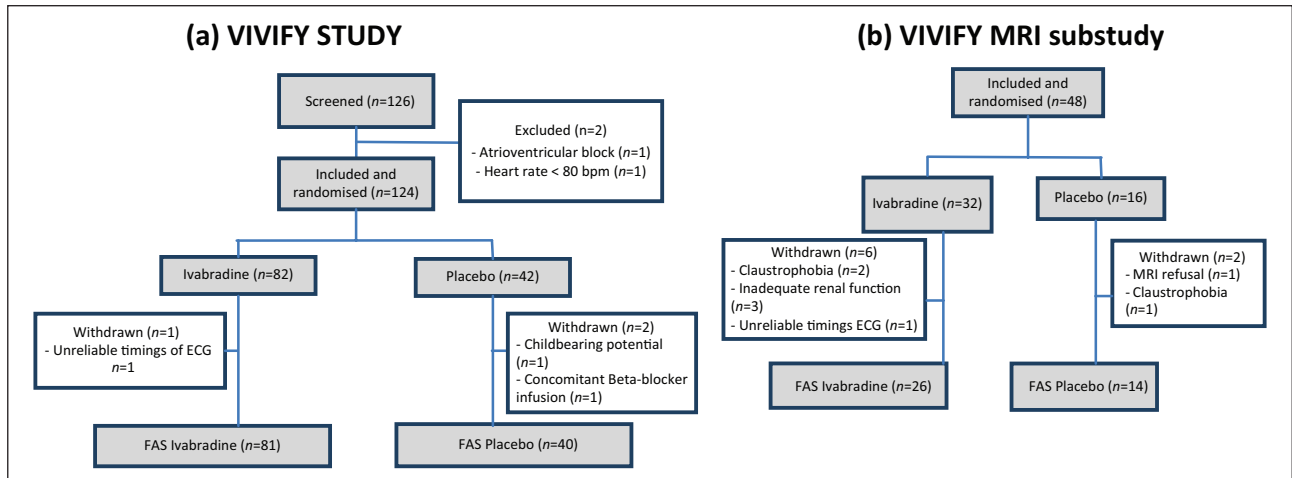 (a) VIVIFY STUDY
Screened (n=126)
Excluded (n=2)
- Atrioventricular block (n=1)
- Heart rate < 80 bpm (n=1)
Included and
randomised (n=124)
Ivabradine (n=82)
Placebo (n=42)
Withdrawn (n=1)
- Unreliable timings of ECG
n=1
Withdrawn (n=2)
- Childbearing potential
(n=1)
- Concomitant Beta-blocker
infusion (n=1)
FAS Ivabradine (n=81)
FAS Placebo (n=40)
(b) VIVIFY MRI substudy
Included and
randomised (n=48)
Ivabradine (n=32)
Placebo (n=16)
Withdrawn (n=6)
- Claustrophobia (n=2)
- Inadequate renal function
(n=3)
- Unreliable timings ECG (n=1)
Withdrawn (n=2)
- MRI refusal (n=1)
- Claustrophobia
(n=1)
FAS Ivabradine (n=26)
FAS Placebo (n=14)